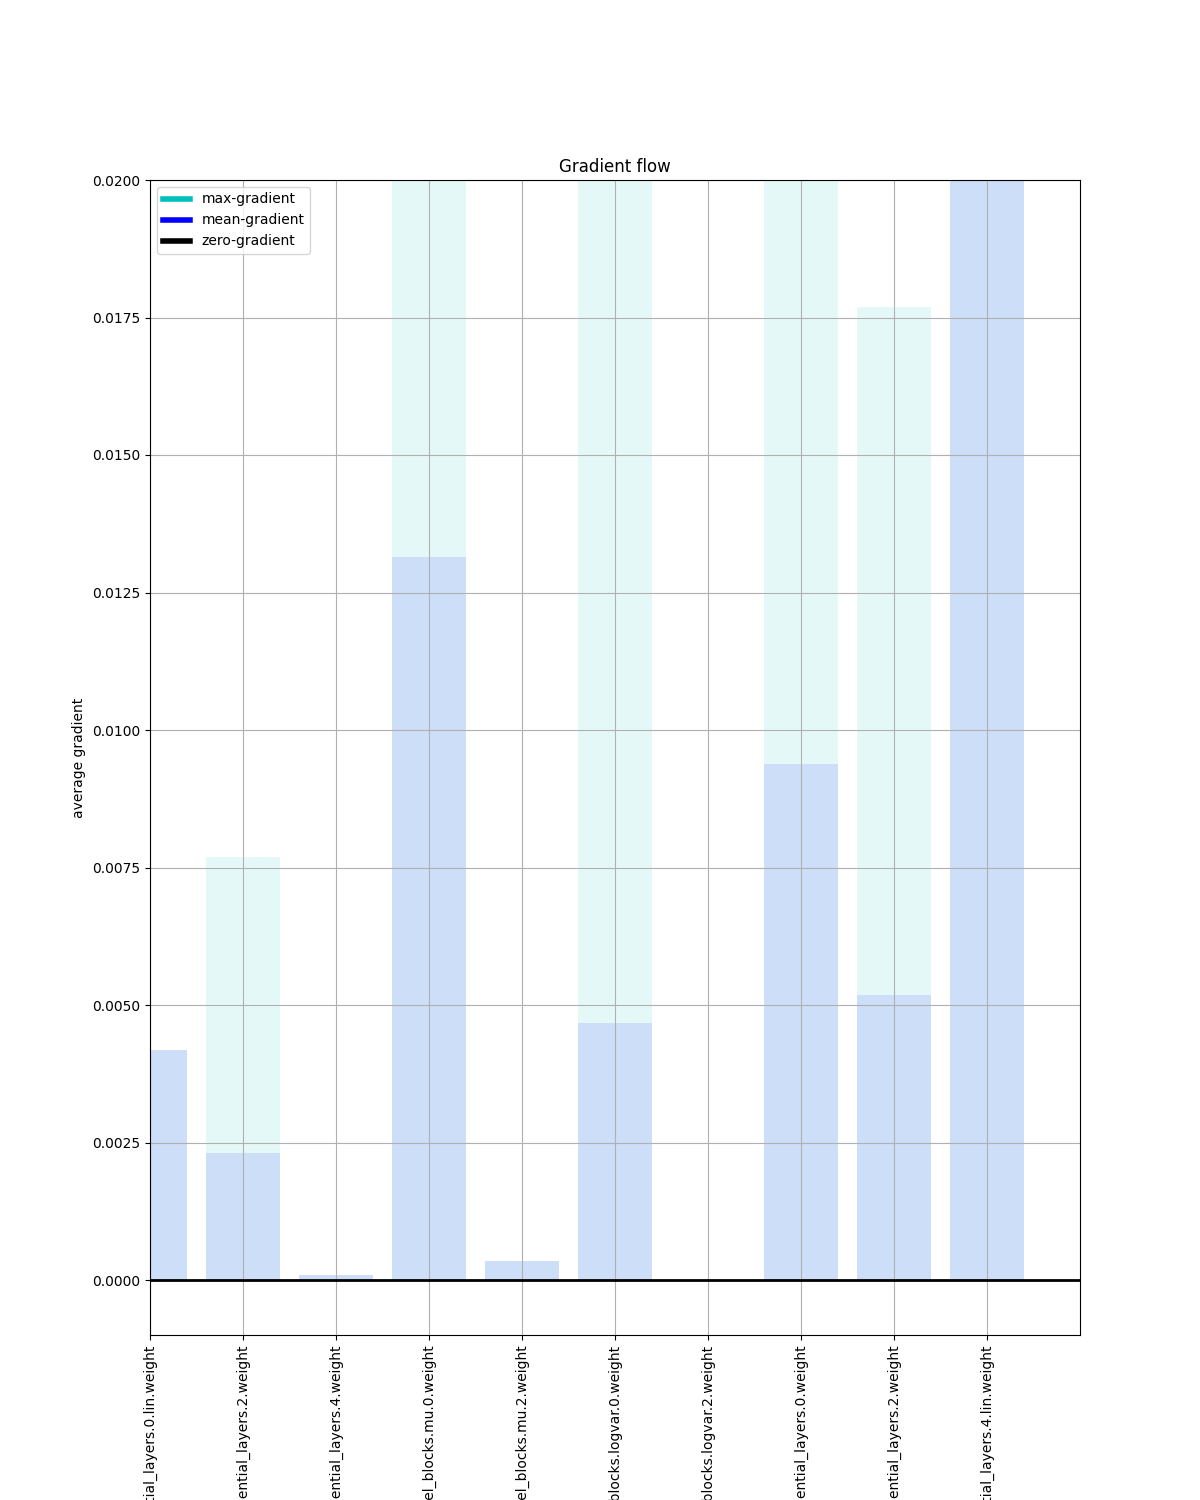 Gradient flow
max-gradient
mean-gradient
zero-gradient
0.0200
0.0175
0.0150
0.0125
0.0100
0.0075
0.0050
0.0025
0.0000
average gradient
tial_layers.0.lin.weight
ential_layers.2.weight
ential_layers.4.weight
el_blocks.mu.0.weight
el_blocks.mu.2.weight
blocks.logvar.0.weight
blocks.logvar.2.weight
ential_layers.0.weight
ential_layers.2.weight
tial_layers.4.lin.weight